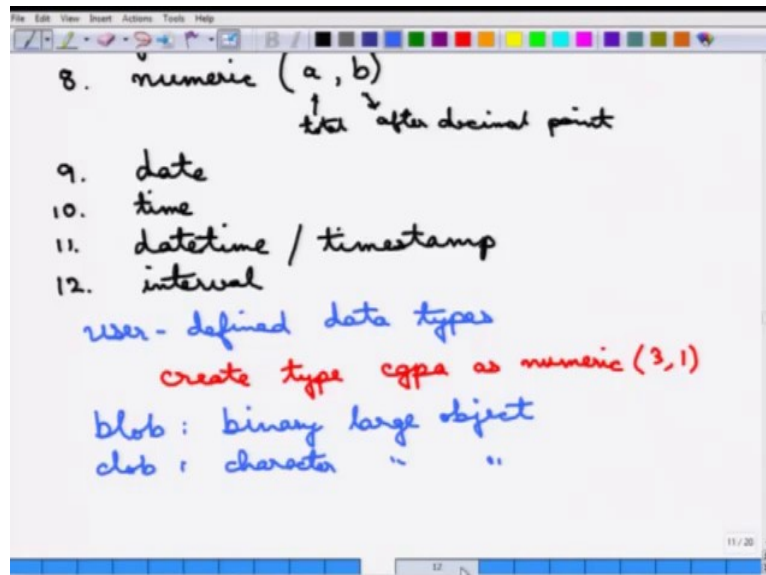 File Edit View Insert Actions Tools Help
8. numeric (a, b)
total after decimal point
9. date
10. time
11. datetime / timestamp
12. interval
user-defined data types
create type cgpa as numeric (3,1)
blob : binary large object
clob : character " "
11 / 20
12